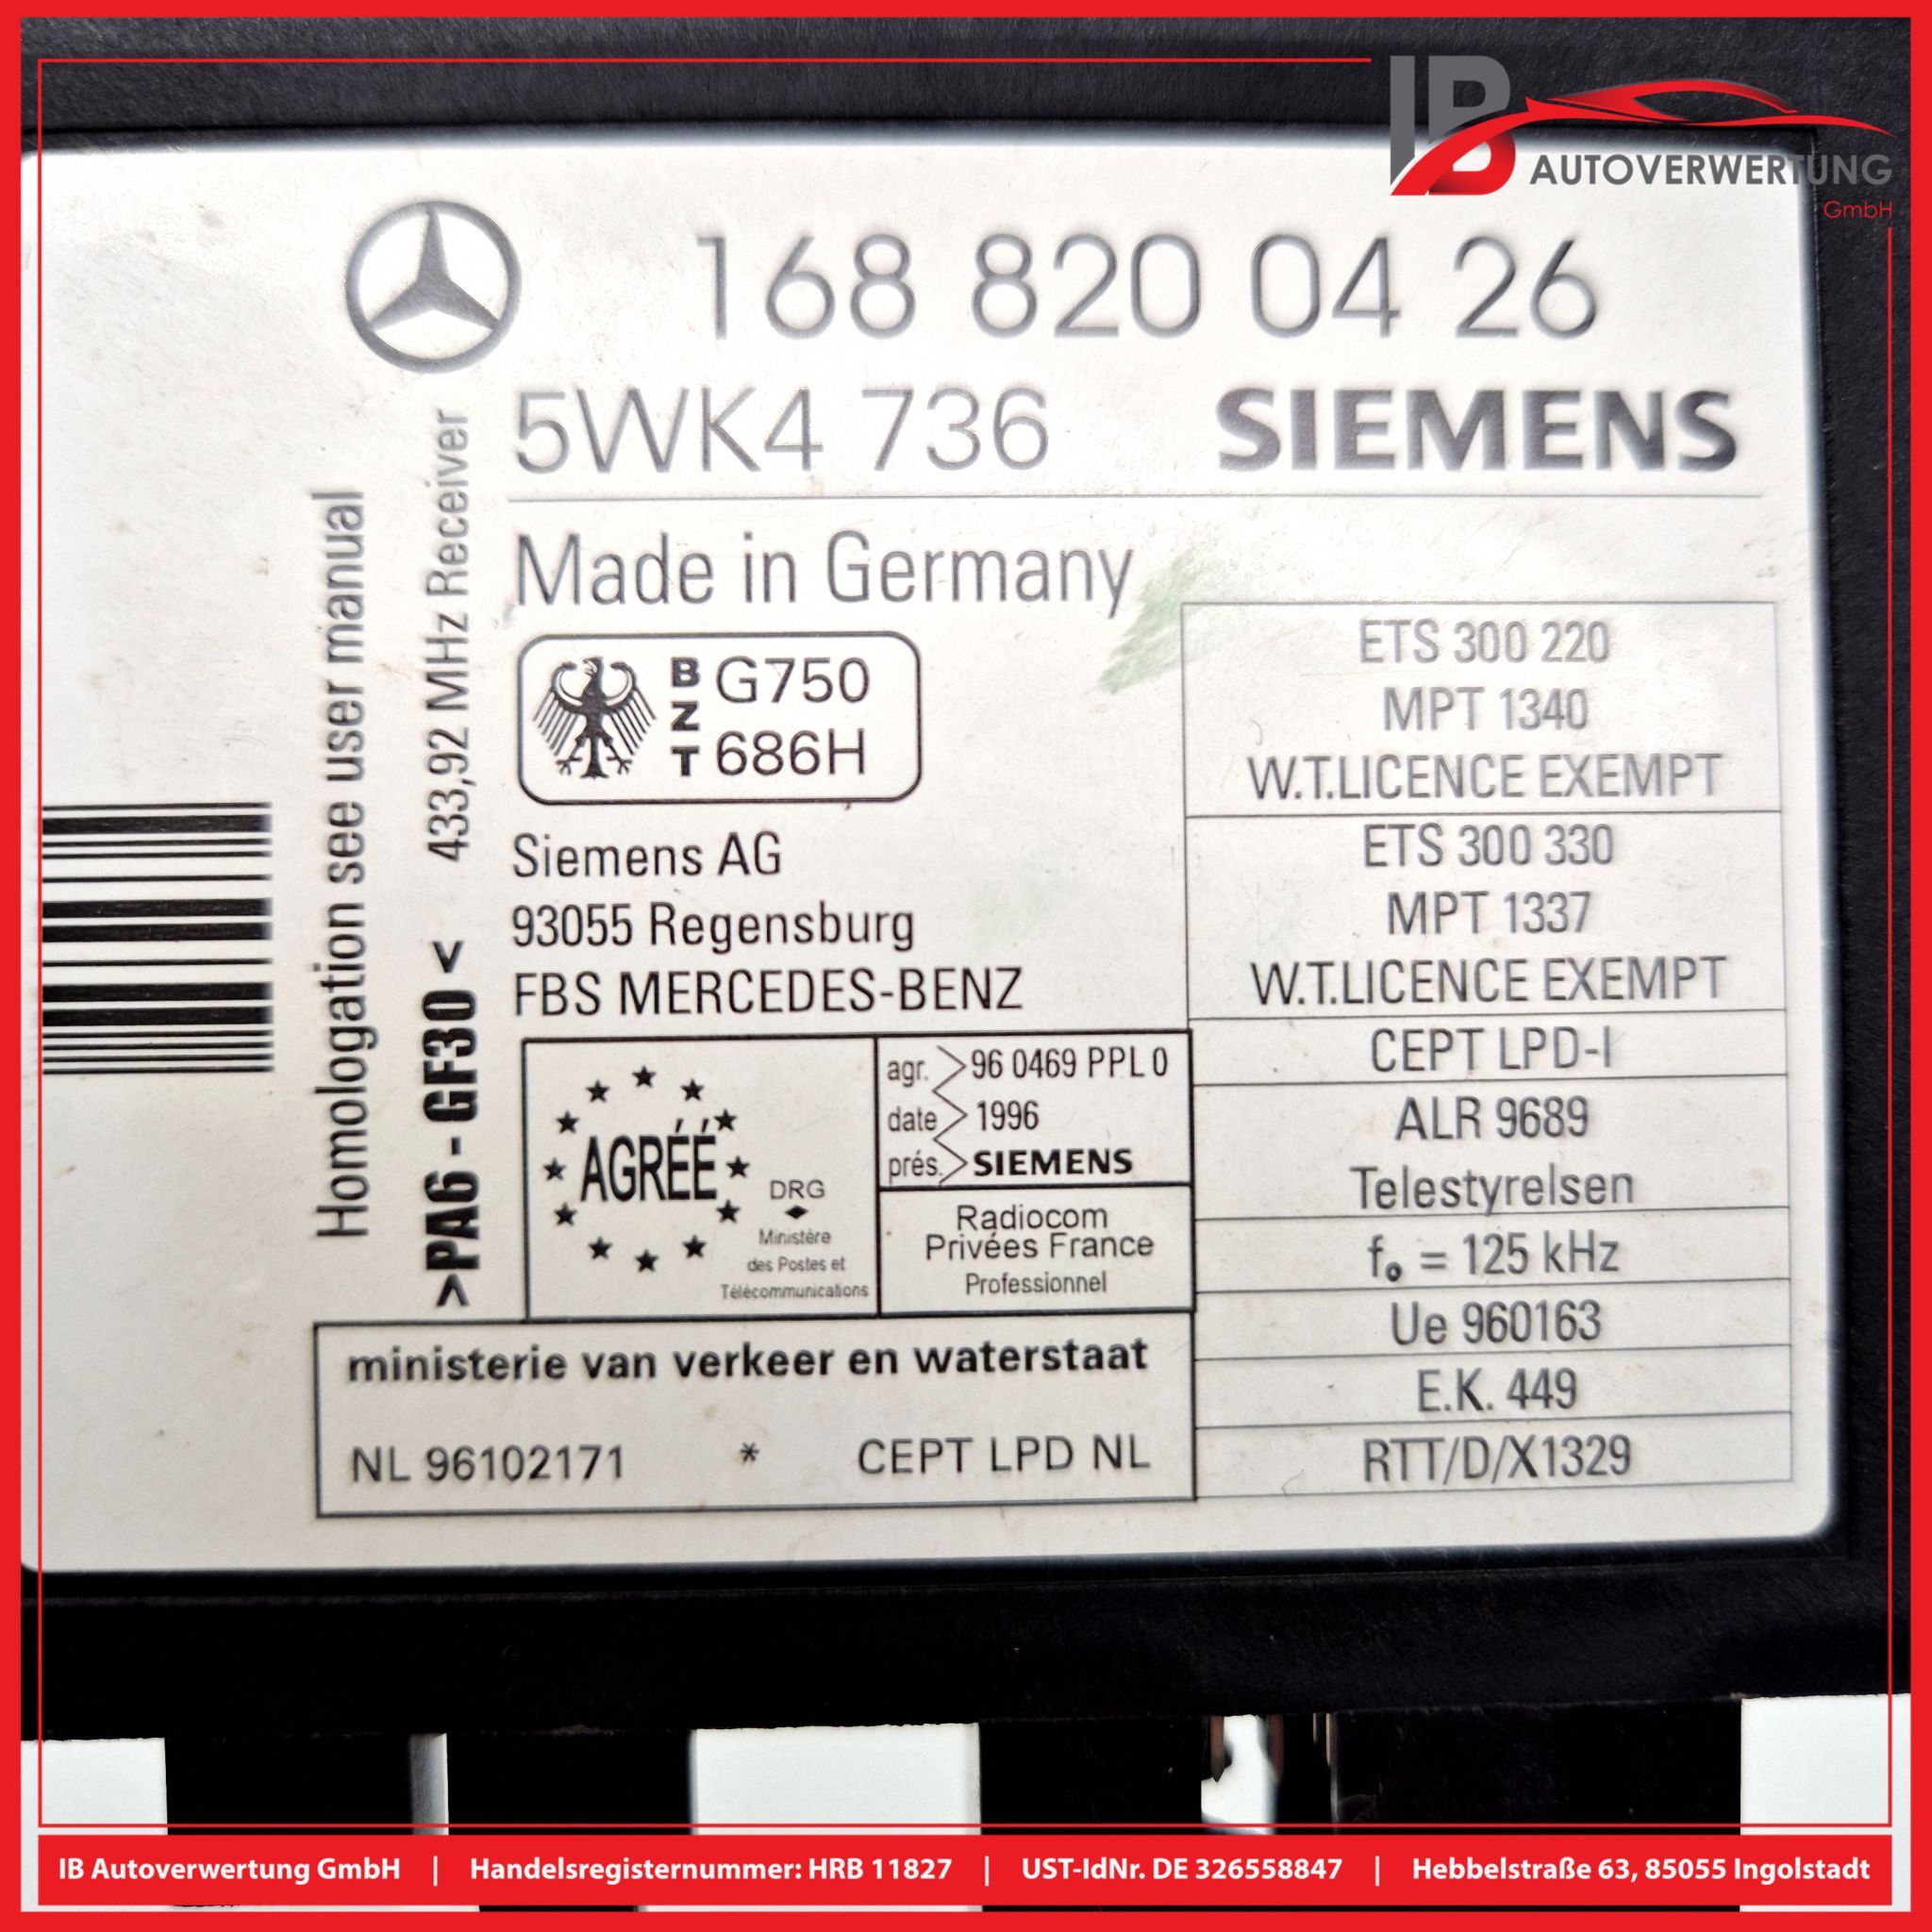 IB
AUTOVERWERTUNG
GmbH
168 820 04 26
5WK4 736 SIEMENS
Homologation see user manual
>PA6 - GF30< 433,92 MHz Receiver
Made in Germany
BZT G750
686H
Siemens AG
93055 Regensburg
FBS MERCEDES-BENZ
AGRÉÉ
DRG
Ministère
des Postes et
Télécommunications
agr. 96 0469 PPL 0
date 1996
prés. SIEMENS
Radiocom
Privées France
Professionnel
ministerie van verkeer en waterstaat
NL 96102171 * CEPT LPD NL
ETS 300 220
MPT 1340
W.T.LICENCE EXEMPT
ETS 300 330
MPT 1337
W.T.LICENCE EXEMPT
CEPT LPD-I
ALR 9689
Telestyrelsen
fo = 125 kHz
Ue 960163
E.K. 449
RTT/D/X1329
IB Autoverwertung GmbH | Handelsregisternummer: HRB 11827 | UST-IdNr. DE 326558847 | Hebbelstraße 63, 85055 Ingolstadt